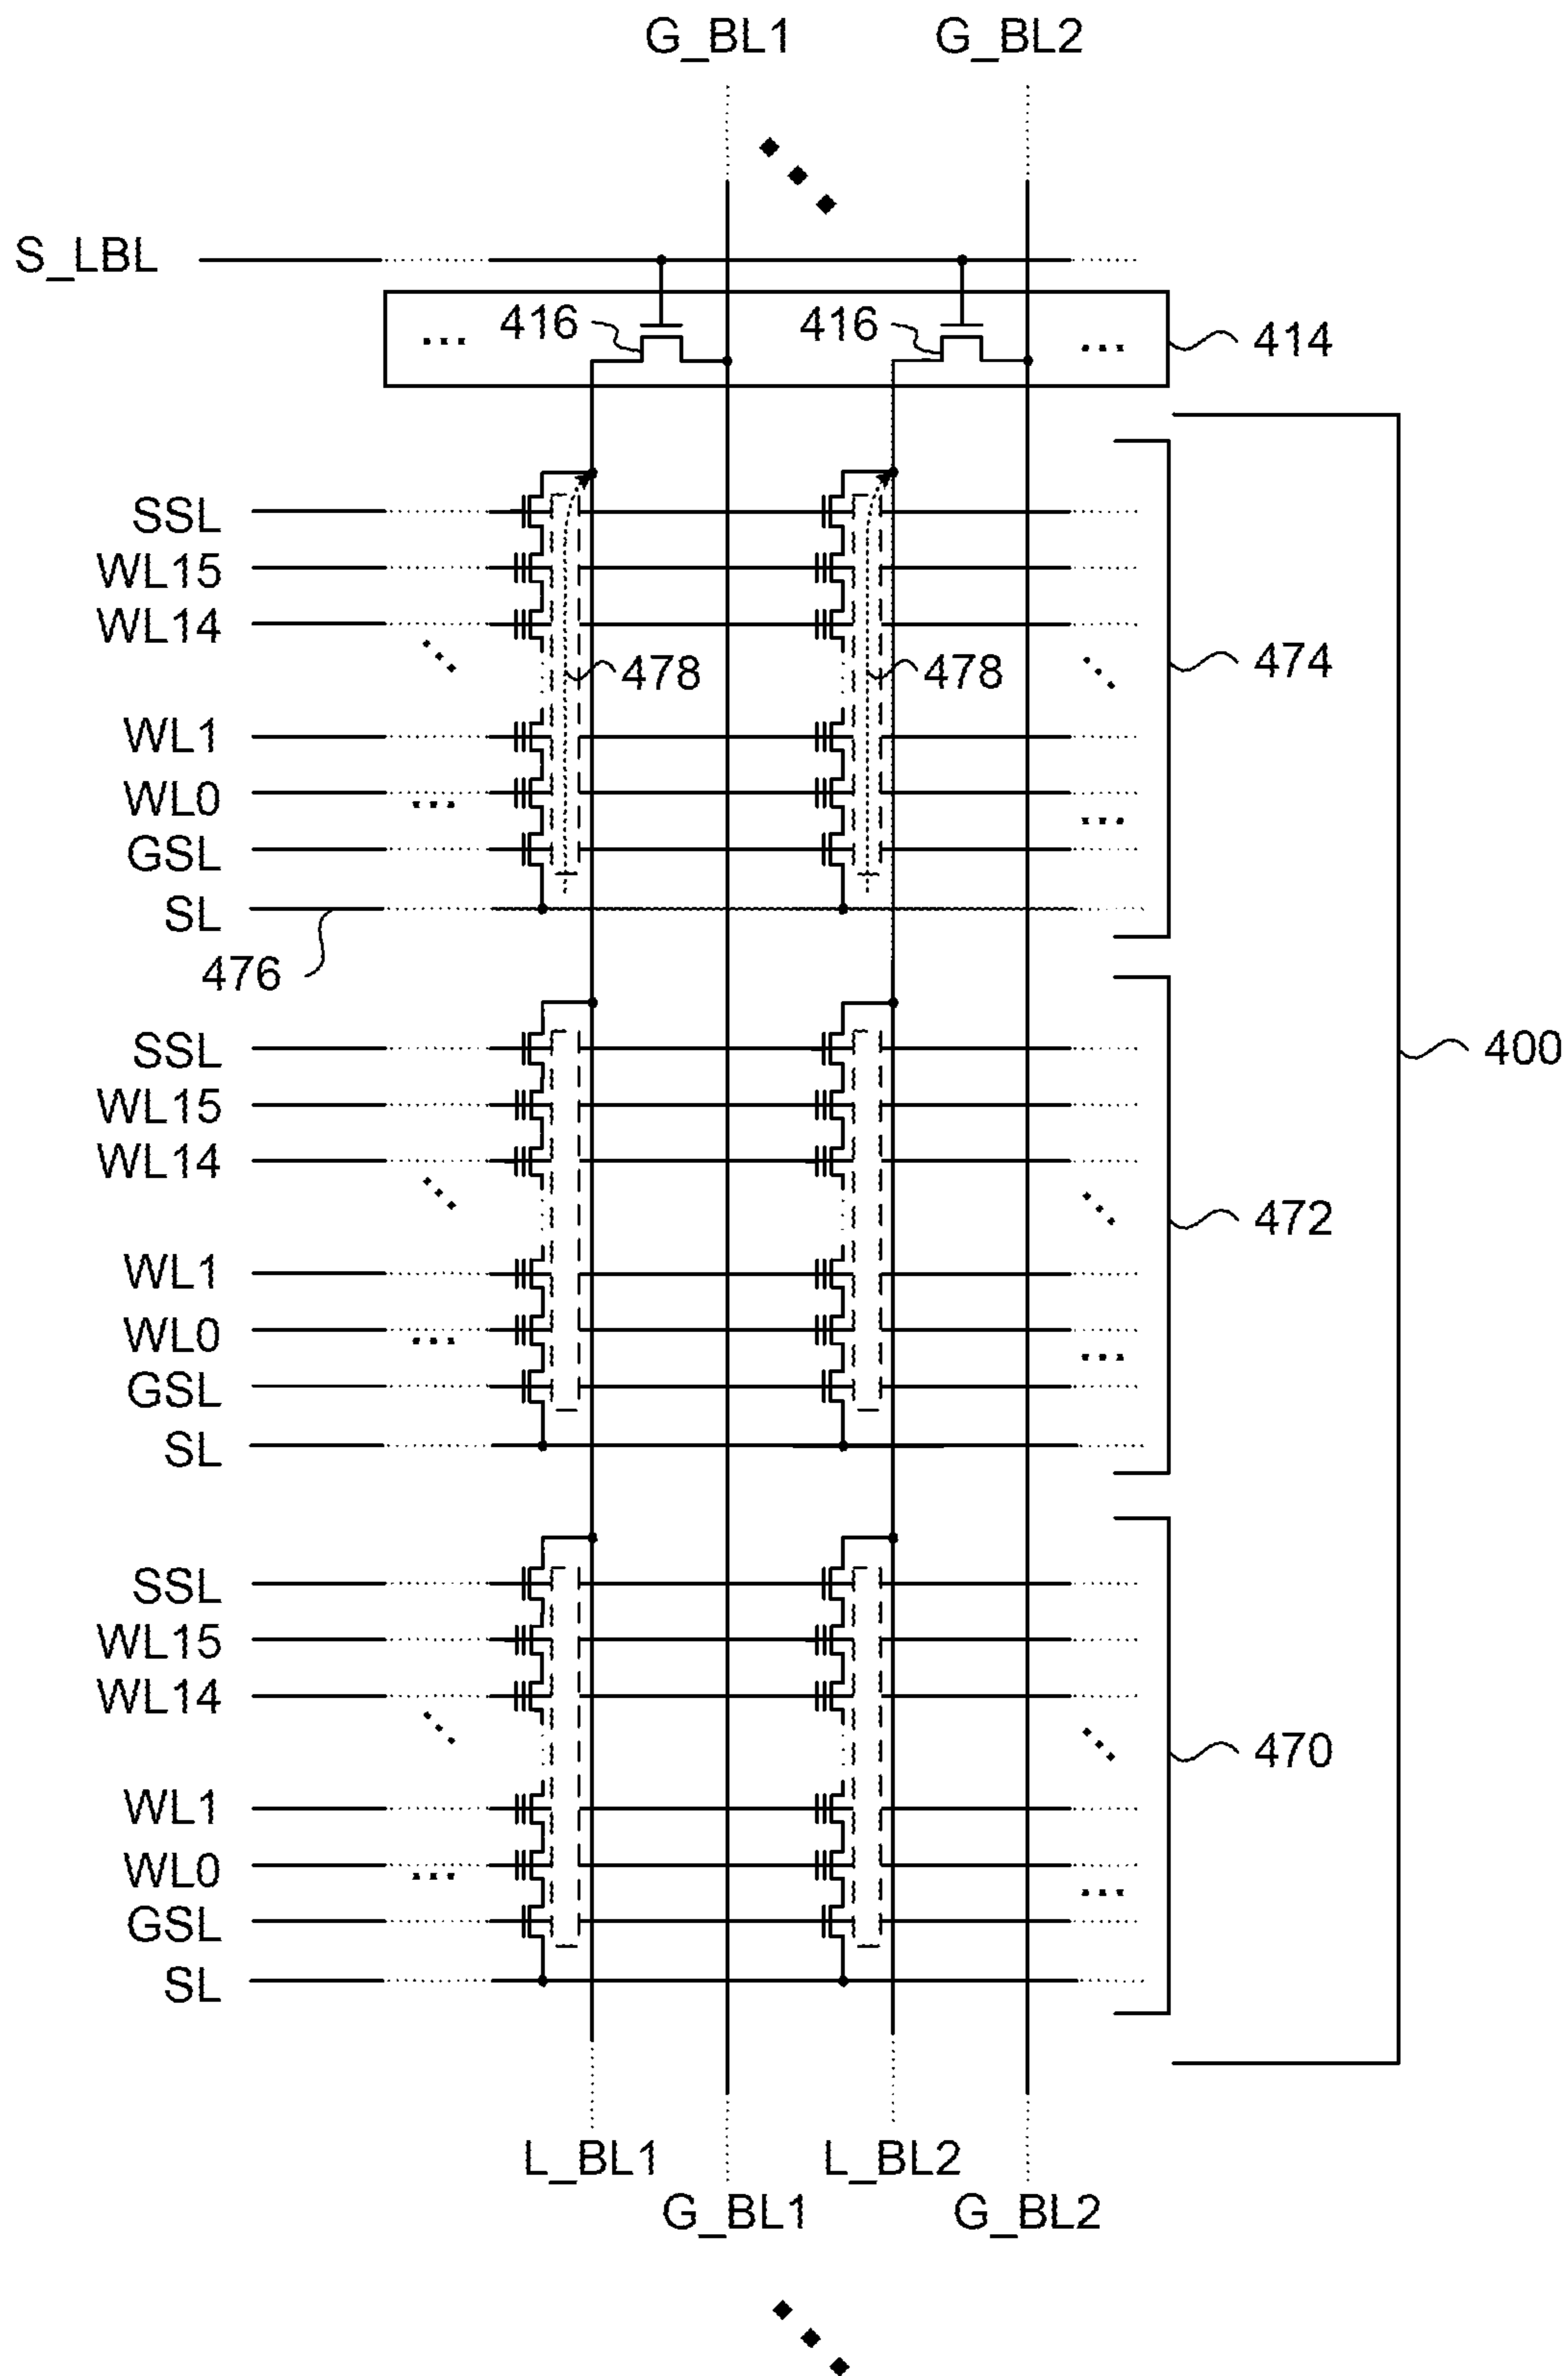 G_BL1 G_BL2
S_LBL
416 416 414
SSL
WL15
WL14
478 478 474
WL1
WL0
GSL
SL
476
SSL
400
WL15
WL14
472
WL1
WL0
GSL
SL
SSL
WL15
WL14
470
WL1
WL0
GSL
SL
L_BL1 L_BL2
G_BL1 G_BL2